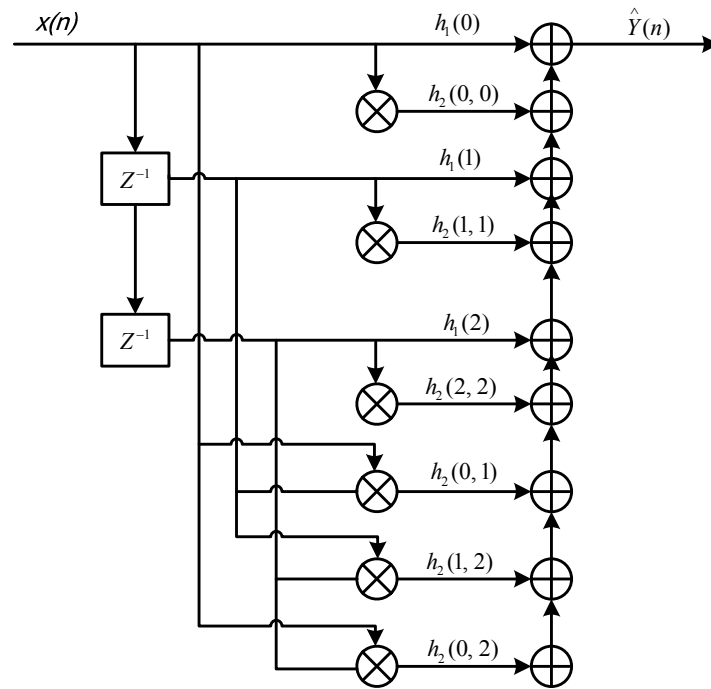 x(n)
h₁(0)
Ŷ(n)
h₂(0, 0)
Z⁻¹
h₁(1)
h₂(1, 1)
Z⁻¹
h₁(2)
h₂(2, 2)
h₂(0, 1)
h₂(1, 2)
h₂(0, 2)